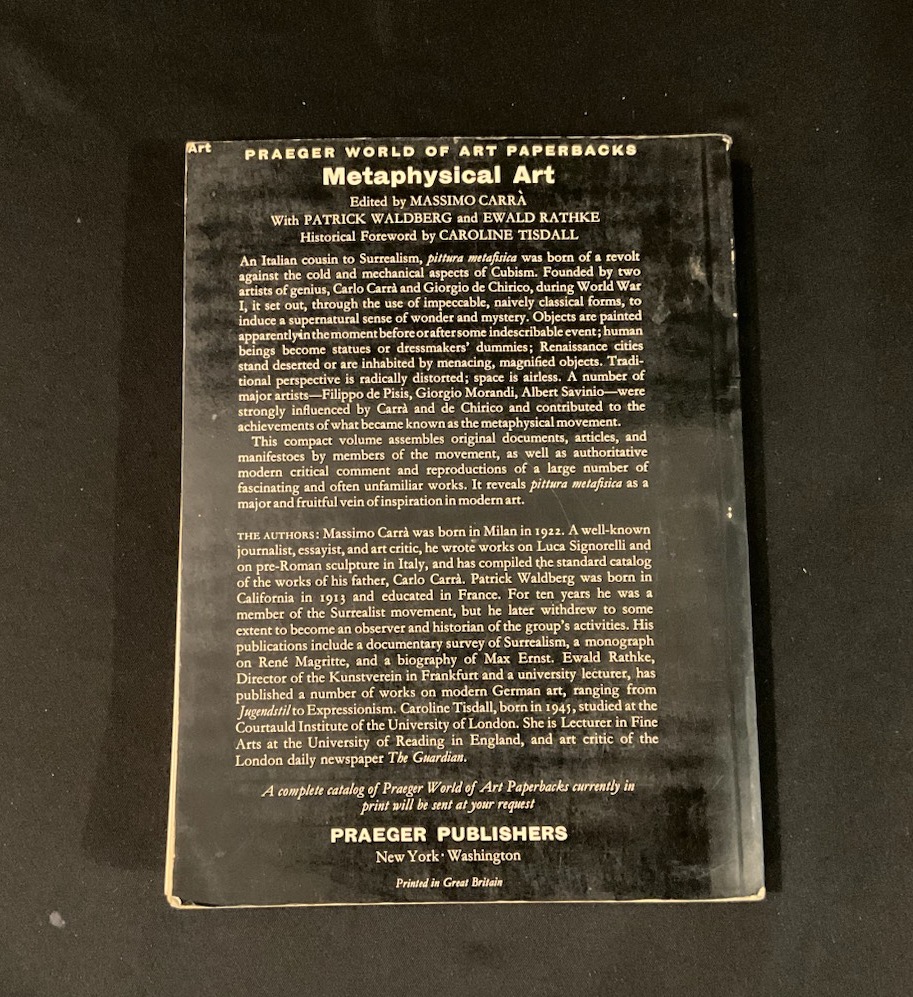 Art
PRAEGER WORLD OF ART PAPERBACKS
Metaphysical Art
Edited by MASSIMO CARRÀ
With PATRICK WALDBERG and EWALD RATHKE
Historical Foreword by CAROLINE TISDALL
An Italian cousin to Surrealism, pittura metafisica was born of a revolt
against the cold and mechanical aspects of Cubism. Founded by two
artists of genius, Carlo Carrà and Giorgio de Chirico, during World War
I, it set out, through the use of impeccable, naively classical forms, to
induce a supernatural sense of wonder and mystery. Objects are painted
apparently in the moment before or after some indescribable event; human
beings become statues or dressmakers' dummies; Renaissance cities
stand deserted or are inhabited by menacing, magnified objects. Tradi-
tional perspective is radically distorted; space is airless. A number of
major artists—Filippo de Pisis, Giorgio Morandi, Albert Savinio—were
strongly influenced by Carrà and de Chirico and contributed to the
achievements of what became known as the metaphysical movement.
This compact volume assembles original documents, articles, and
manifestoes by members of the movement, as well as authoritative
modern critical comment and reproductions of a large number of
fascinating and often unfamiliar works. It reveals pittura metafisica as a
major and fruitful vein of inspiration in modern art.
THE AUTHORS: Massimo Carrà was born in Milan in 1922. A well-known
journalist, essayist, and art critic, he wrote works on Luca Signorelli and
on pre-Roman sculpture in Italy, and has compiled the standard catalog
of the works of his father, Carlo Carrà. Patrick Waldberg was born in
California in 1913 and educated in France. For ten years he was a
member of the Surrealist movement, but he later withdrew to some
extent to become an observer and historian of the group's activities. His
publications include a documentary survey of Surrealism, a monograph
on René Magritte, and a biography of Max Ernst. Ewald Rathke,
Director of the Kunstverein in Frankfurt and a university lecturer, has
published a number of works on modern German art, ranging from
Jugendstil to Expressionism. Caroline Tisdall, born in 1945, studied at the
Courtauld Institute of the University of London. She is Lecturer in Fine
Arts at the University of Reading in England, and art critic of the
London daily newspaper The Guardian.
A complete catalog of Praeger World of Art Paperbacks currently in
print will be sent at your request
PRAEGER PUBLISHERS
New York · Washington
Printed in Great Britain